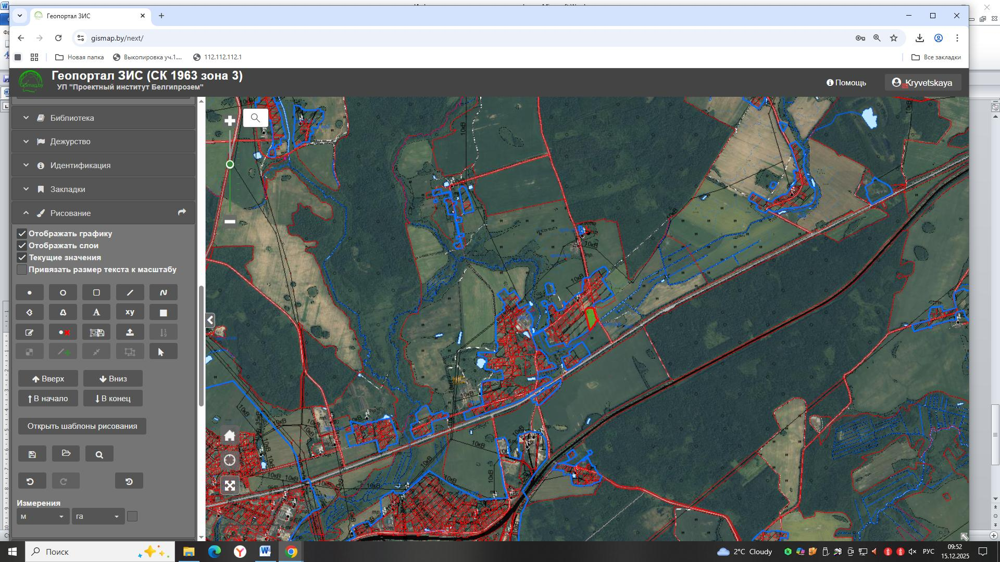 Геопортал ЗИС
gismap.by/next/
Новая папка
Выкопировка уч.1....
112.112.112.1
Все закладки
Геопортал ЗИС (СК 1963 зона 3)
УП "Проектный институт Белгипрозем"
Помощь
Kryvetskaya
Библиотека
Дежурство
Идентификация
Закладки
Рисование
Отображать графику
Отображать слои
Текущие значения
Привязать размер текста к масштабу
A
xy
Вверх
Вниз
В начало
В конец
Открыть шаблоны рисования
Измерения
м
га
10кВ
10кВ
10кВ
10кВ
10кВ
10кВ
10кВ
10кВ
10кВ
Поиск
2°C Cloudy
РУС
09:52
15.12.2025